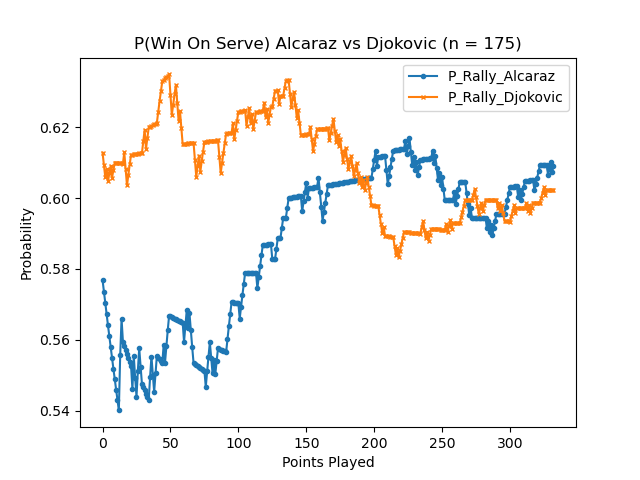 P(Win On Serve) Alcaraz vs Djokovic (n = 175)
P_Rally_Alcaraz
P_Rally_Djokovic
0.62
0.60
0.58
0.56
0.54
Probability
0 50 100 150 200 250 300
Points Played